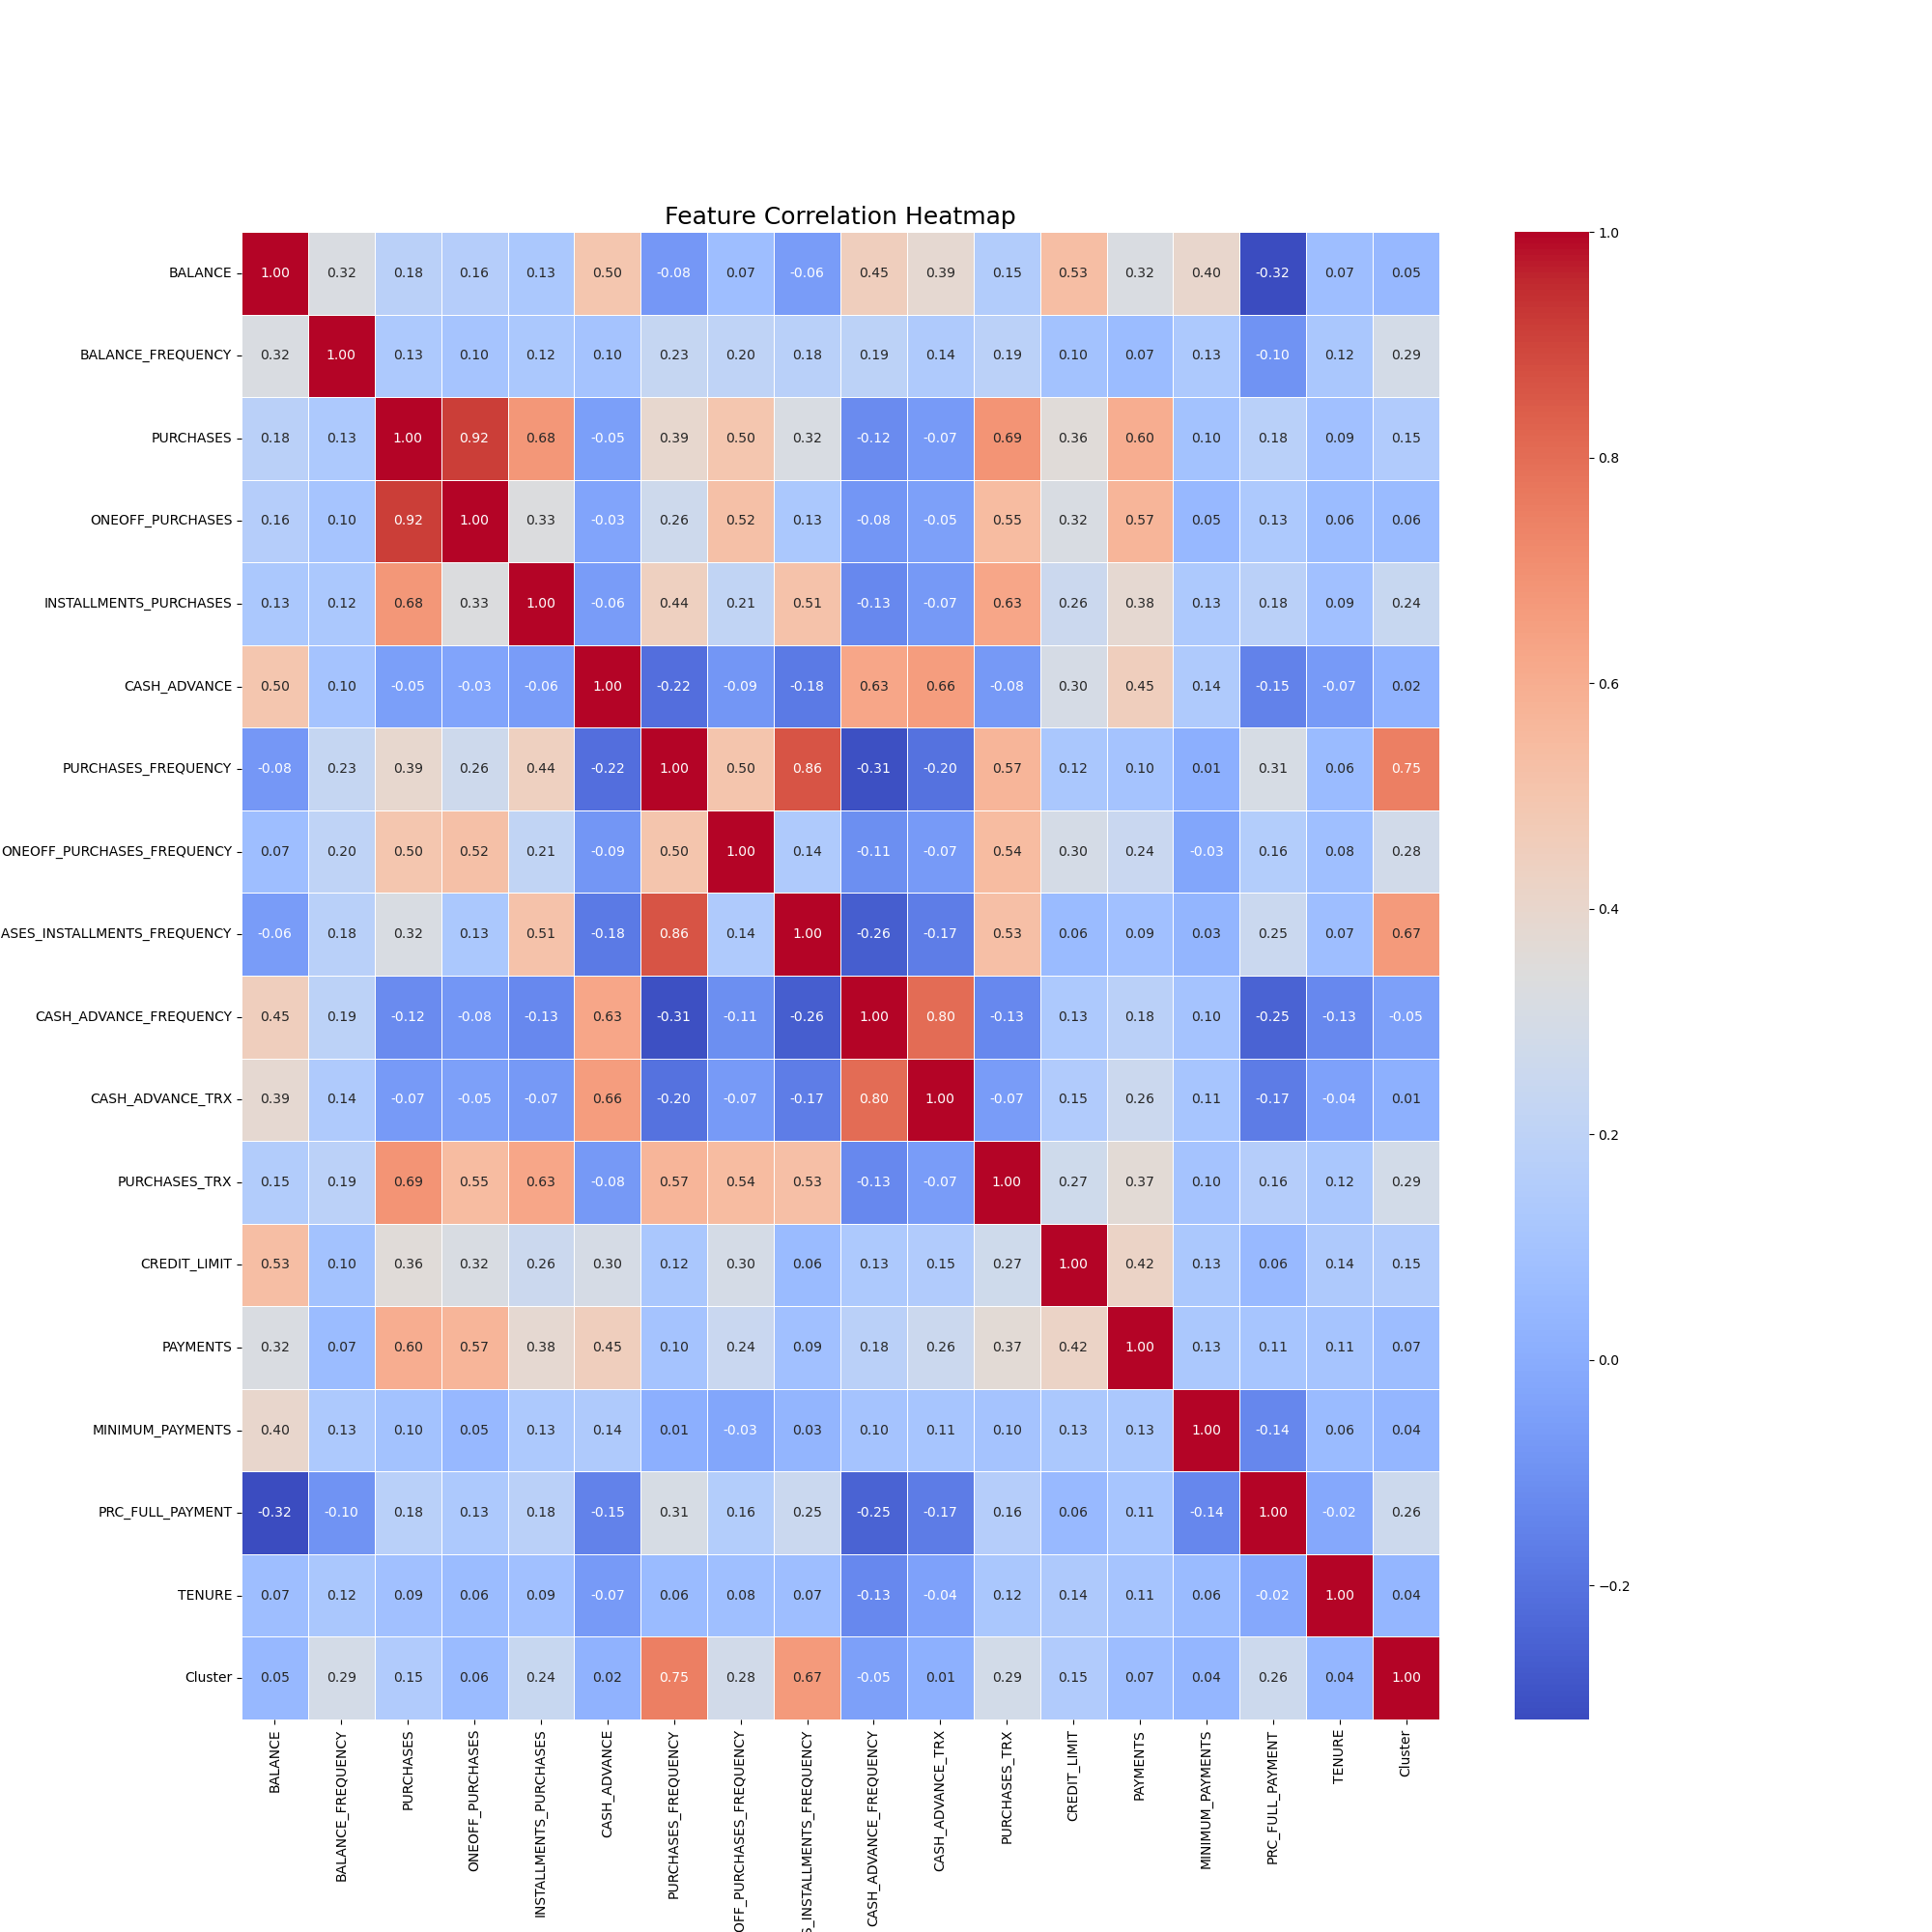 Feature Correlation Heatmap
BALANCE 1.00 0.32 0.18 0.16 0.13 0.50 -0.08 0.07 -0.06 0.45 0.39 0.15 0.53 0.32 0.40 -0.32 0.07 0.05
BALANCE_FREQUENCY 0.32 1.00 0.13 0.10 0.12 0.10 0.23 0.20 0.18 0.19 0.14 0.19 0.10 0.07 0.13 -0.10 0.12 0.29
PURCHASES 0.18 0.13 1.00 0.92 0.68 -0.05 0.39 0.50 0.32 -0.12 -0.07 0.69 0.36 0.60 0.10 0.18 0.09 0.15
ONEOFF_PURCHASES 0.16 0.10 0.92 1.00 0.33 -0.03 0.26 0.52 0.13 -0.08 -0.05 0.55 0.32 0.57 0.05 0.13 0.06 0.06
INSTALLMENTS_PURCHASES 0.13 0.12 0.68 0.33 1.00 -0.06 0.44 0.21 0.51 -0.13 -0.07 0.63 0.26 0.38 0.13 0.18 0.09 0.24
CASH_ADVANCE 0.50 0.10 -0.05 -0.03 -0.06 1.00 -0.22 -0.09 -0.18 0.63 0.66 -0.08 0.30 0.45 0.14 -0.15 -0.07 0.02
PURCHASES_FREQUENCY -0.08 0.23 0.39 0.26 0.44 -0.22 1.00 0.50 0.86 -0.31 -0.20 0.57 0.12 0.10 0.01 0.31 0.06 0.75
ONEOFF_PURCHASES_FREQUENCY 0.07 0.20 0.50 0.52 0.21 -0.09 0.50 1.00 0.14 -0.11 -0.07 0.54 0.30 0.24 -0.03 0.16 0.08 0.28
ASES_INSTALLMENTS_FREQUENCY -0.06 0.18 0.32 0.13 0.51 -0.18 0.86 0.14 1.00 -0.26 -0.17 0.53 0.06 0.09 0.03 0.25 0.07 0.67
CASH_ADVANCE_FREQUENCY 0.45 0.19 -0.12 -0.08 -0.13 0.63 -0.31 -0.11 -0.26 1.00 0.80 -0.13 0.13 0.18 0.10 -0.25 -0.13 -0.05
CASH_ADVANCE_TRX 0.39 0.14 -0.07 -0.05 -0.07 0.66 -0.20 -0.07 -0.17 0.80 1.00 -0.07 0.15 0.26 0.11 -0.17 -0.04 0.01
PURCHASES_TRX 0.15 0.19 0.69 0.55 0.63 -0.08 0.57 0.54 0.53 -0.13 -0.07 1.00 0.27 0.37 0.10 0.16 0.12 0.29
CREDIT_LIMIT 0.53 0.10 0.36 0.32 0.26 0.30 0.12 0.30 0.06 0.13 0.15 0.27 1.00 0.42 0.13 0.06 0.14 0.15
PAYMENTS 0.32 0.07 0.60 0.57 0.38 0.45 0.10 0.24 0.09 0.18 0.26 0.37 0.42 1.00 0.13 0.11 0.11 0.07
MINIMUM_PAYMENTS 0.40 0.13 0.10 0.05 0.13 0.14 0.01 -0.03 0.03 0.10 0.11 0.10 0.13 0.13 1.00 -0.14 0.06 0.04
PRC_FULL_PAYMENT -0.32 -0.10 0.18 0.13 0.18 -0.15 0.31 0.16 0.25 -0.25 -0.17 0.16 0.06 0.11 -0.14 1.00 -0.02 0.26
TENURE 0.07 0.12 0.09 0.06 0.09 -0.07 0.06 0.08 0.07 -0.13 -0.04 0.12 0.14 0.11 0.06 -0.02 1.00 0.04
Cluster 0.05 0.29 0.15 0.06 0.24 0.02 0.75 0.28 0.67 -0.05 0.01 0.29 0.15 0.07 0.04 0.26 0.04 1.00
BALANCE
BALANCE_FREQUENCY
PURCHASES
ONEOFF_PURCHASES
INSTALLMENTS_PURCHASES
CASH_ADVANCE
PURCHASES_FREQUENCY
OFF_PURCHASES_FREQUENCY
S_INSTALLMENTS_FREQUENCY
CASH_ADVANCE_FREQUENCY
CASH_ADVANCE_TRX
PURCHASES_TRX
CREDIT_LIMIT
PAYMENTS
MINIMUM_PAYMENTS
PRC_FULL_PAYMENT
TENURE
Cluster
1.0
0.8
0.6
0.4
0.2
0.0
−0.2